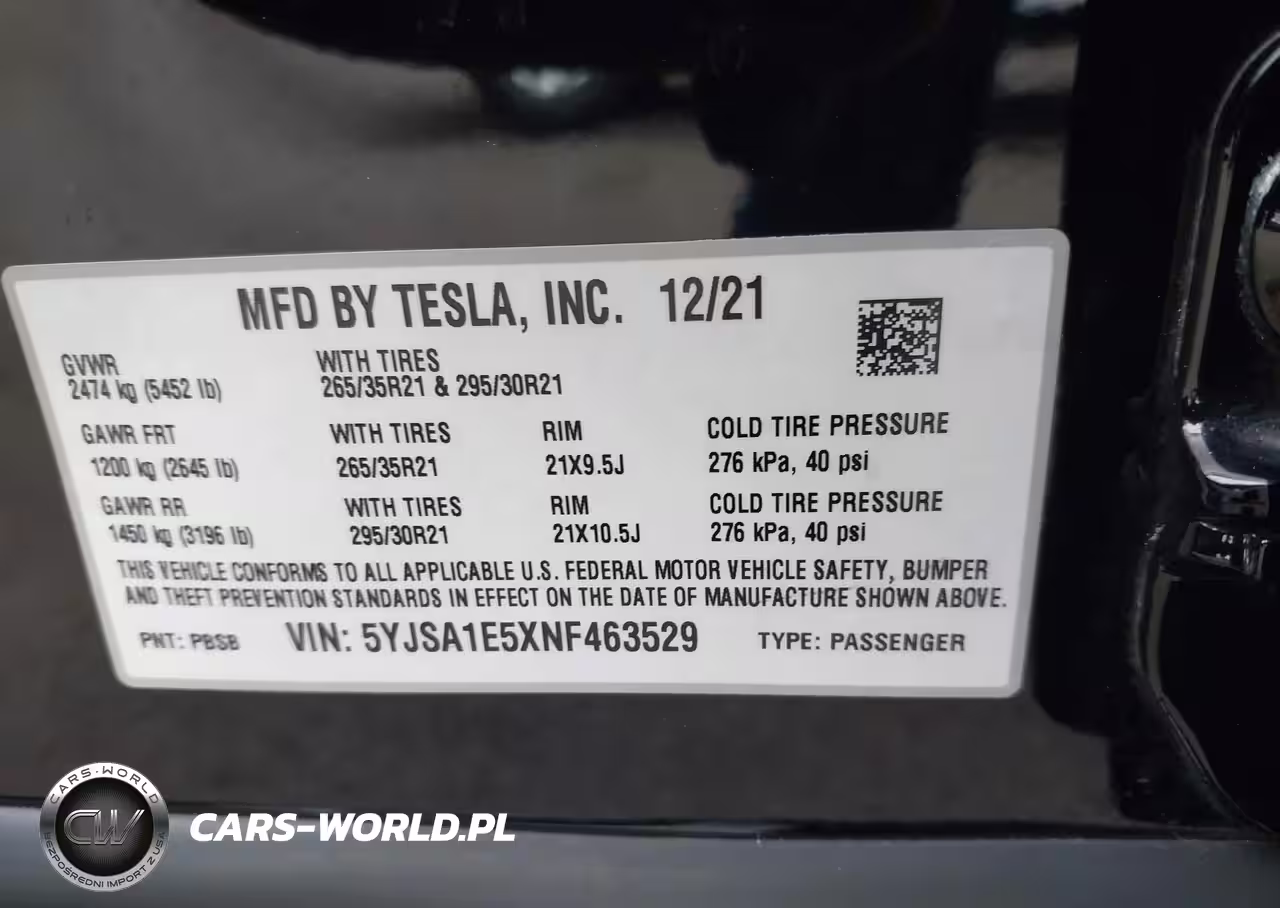 MFD BY TESLA, INC. 12/21
GVWR WITH TIRES
2474 kg (5452 lb) 265/35R21 & 295/30R21
GAWR FRT WITH TIRES RIM COLD TIRE PRESSURE
1200 kg (2645 lb) 265/35R21 21X9.5J 276 kPa, 40 psi
GAWR RR WITH TIRES RIM COLD TIRE PRESSURE
1450 kg (3196 lb) 295/30R21 21X10.5J 276 kPa, 40 psi
THIS VEHICLE CONFORMS TO ALL APPLICABLE U.S. FEDERAL MOTOR VEHICLE SAFETY, BUMPER
AND THEFT PREVENTION STANDARDS IN EFFECT ON THE DATE OF MANUFACTURE SHOWN ABOVE.
PNT: PBSB VIN: 5YJSA1E5XNF463529 TYPE: PASSENGER
CARS-WORLD
CW
BEZPOŚREDNI IMPORT Z USA
CARS-WORLD.PL